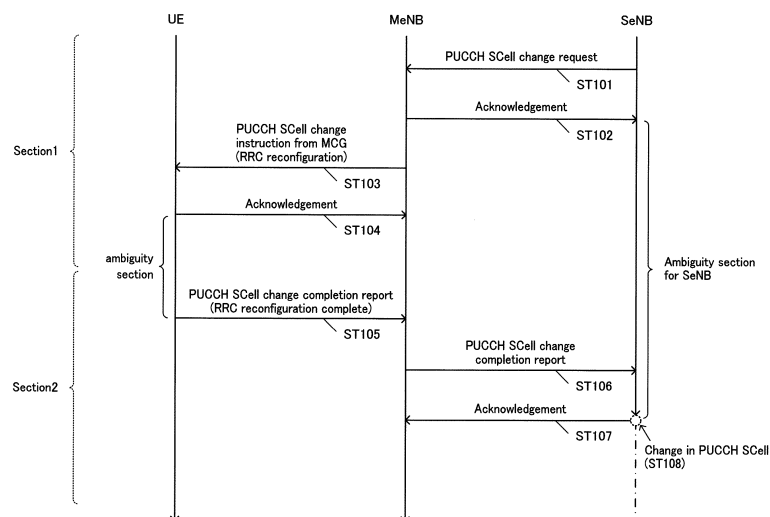 UE
MeNB
SeNB
PUCCH SCell change request
ST101
Acknowledgement
ST102
PUCCH SCell change
instruction from MCG
(RRC reconfiguration)
Section1
ST103
Acknowledgement
ST104
ambiguity
section
Ambiguity section
for SeNB
PUCCH SCell change completion report
(RRC reconfiguration complete)
ST105
PUCCH SCell change
completion report
ST106
Section2
Acknowledgement
ST107
Change in PUCCH SCell
(ST108)